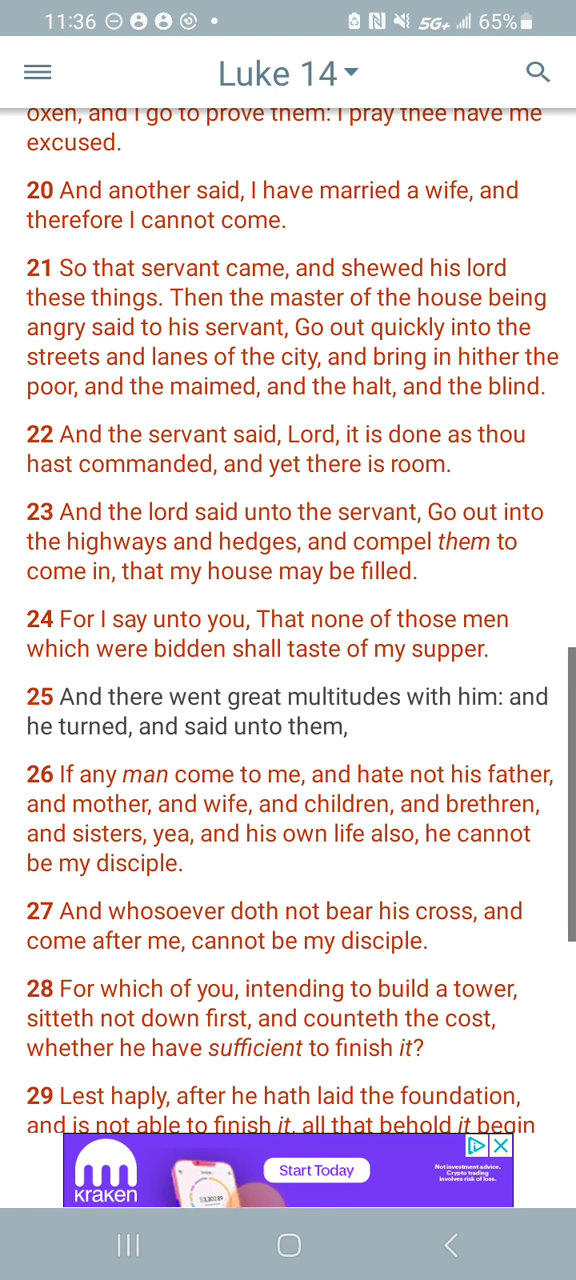 11:36
5G+ 65%
Luke 14
oxen, and I go to prove them: I pray thee have me
excused.
20 And another said, I have married a wife, and
therefore I cannot come.
21 So that servant came, and shewed his lord
these things. Then the master of the house being
angry said to his servant, Go out quickly into the
streets and lanes of the city, and bring in hither the
poor, and the maimed, and the halt, and the blind.
22 And the servant said, Lord, it is done as thou
hast commanded, and yet there is room.
23 And the lord said unto the servant, Go out into
the highways and hedges, and compel them to
come in, that my house may be filled.
24 For I say unto you, That none of those men
which were bidden shall taste of my supper.
25 And there went great multitudes with him: and
he turned, and said unto them,
26 If any man come to me, and hate not his father,
and mother, and wife, and children, and brethren,
and sisters, yea, and his own life also, he cannot
be my disciple.
27 And whosoever doth not bear his cross, and
come after me, cannot be my disciple.
28 For which of you, intending to build a tower,
sitteth not down first, and counteth the cost,
whether he have sufficient to finish it?
29 Lest haply, after he hath laid the foundation,
and is not able to finish it, all that behold it begin
kraken
Start Today
Not investment advice.
Crypto trading
involves risk of loss.